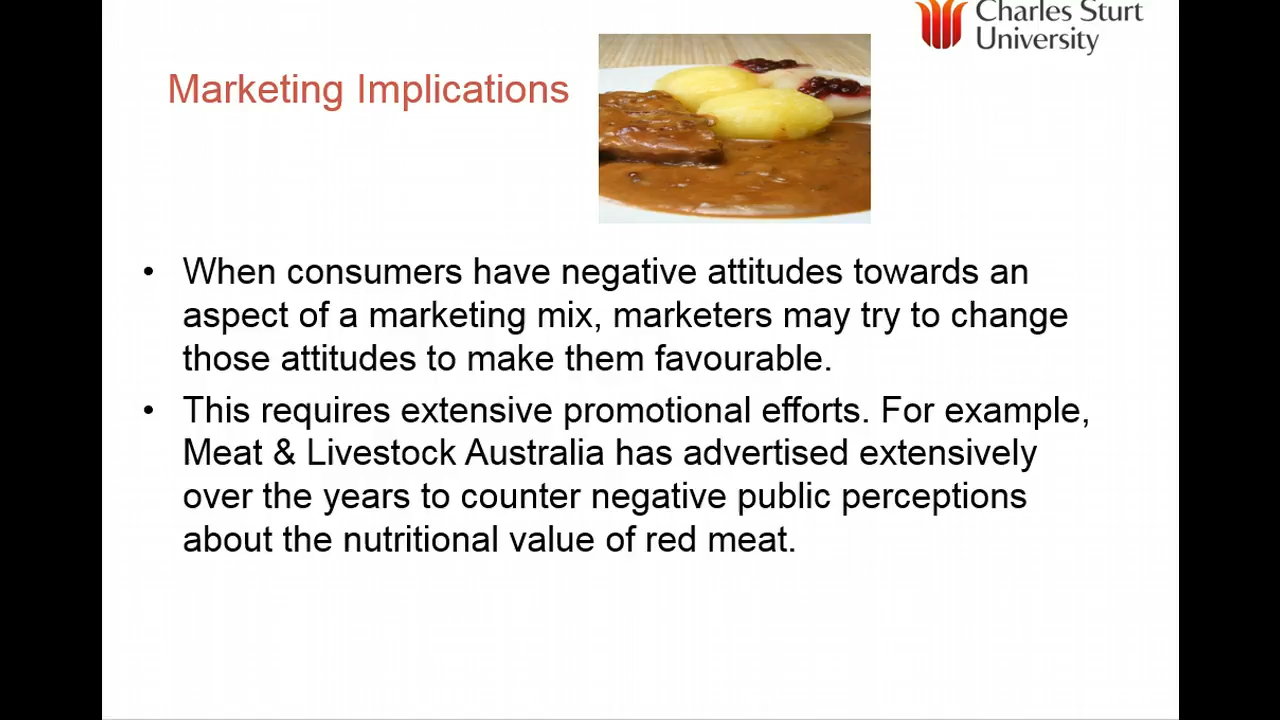 Charles Sturt
University
Marketing Implications
• When consumers have negative attitudes towards an
aspect of a marketing mix, marketers may try to change
those attitudes to make them favourable.
• This requires extensive promotional efforts. For example,
Meat & Livestock Australia has advertised extensively
over the years to counter negative public perceptions
about the nutritional value of red meat.